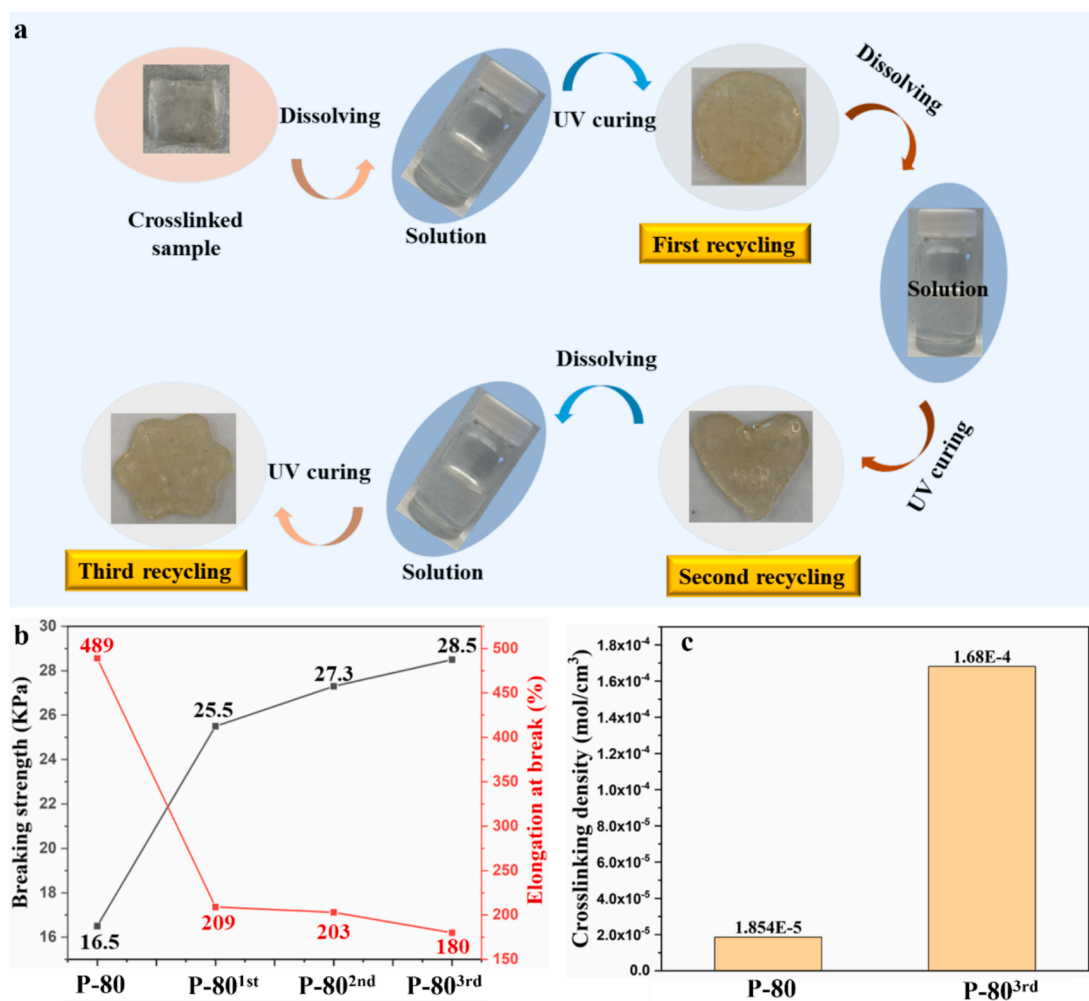 a
Dissolving
UV curing
Dissolving
Crosslinked
sample
Solution
First recycling
Solution
Dissolving
UV curing
UV curing
Third recycling
Solution
Second recycling
b
30
28
26
24
22
20
18
16
Breaking strength (KPa)
489
25.5
27.3
28.5
16.5
209
203
180
500
450
400
350
300
250
200
150
Elongation at break (%)
P-80
P-80¹ˢᵗ
P-80²ⁿᵈ
P-80³ʳᵈ
c
Crosslinking density (mol/cm³)
1.8x10⁻⁴
1.6x10⁻⁴
1.4x10⁻⁴
1.2x10⁻⁴
1.0x10⁻⁴
8.0x10⁻⁵
6.0x10⁻⁵
4.0x10⁻⁵
2.0x10⁻⁵
0.0
1.854E-5
1.68E-4
P-80
P-80³ʳᵈ